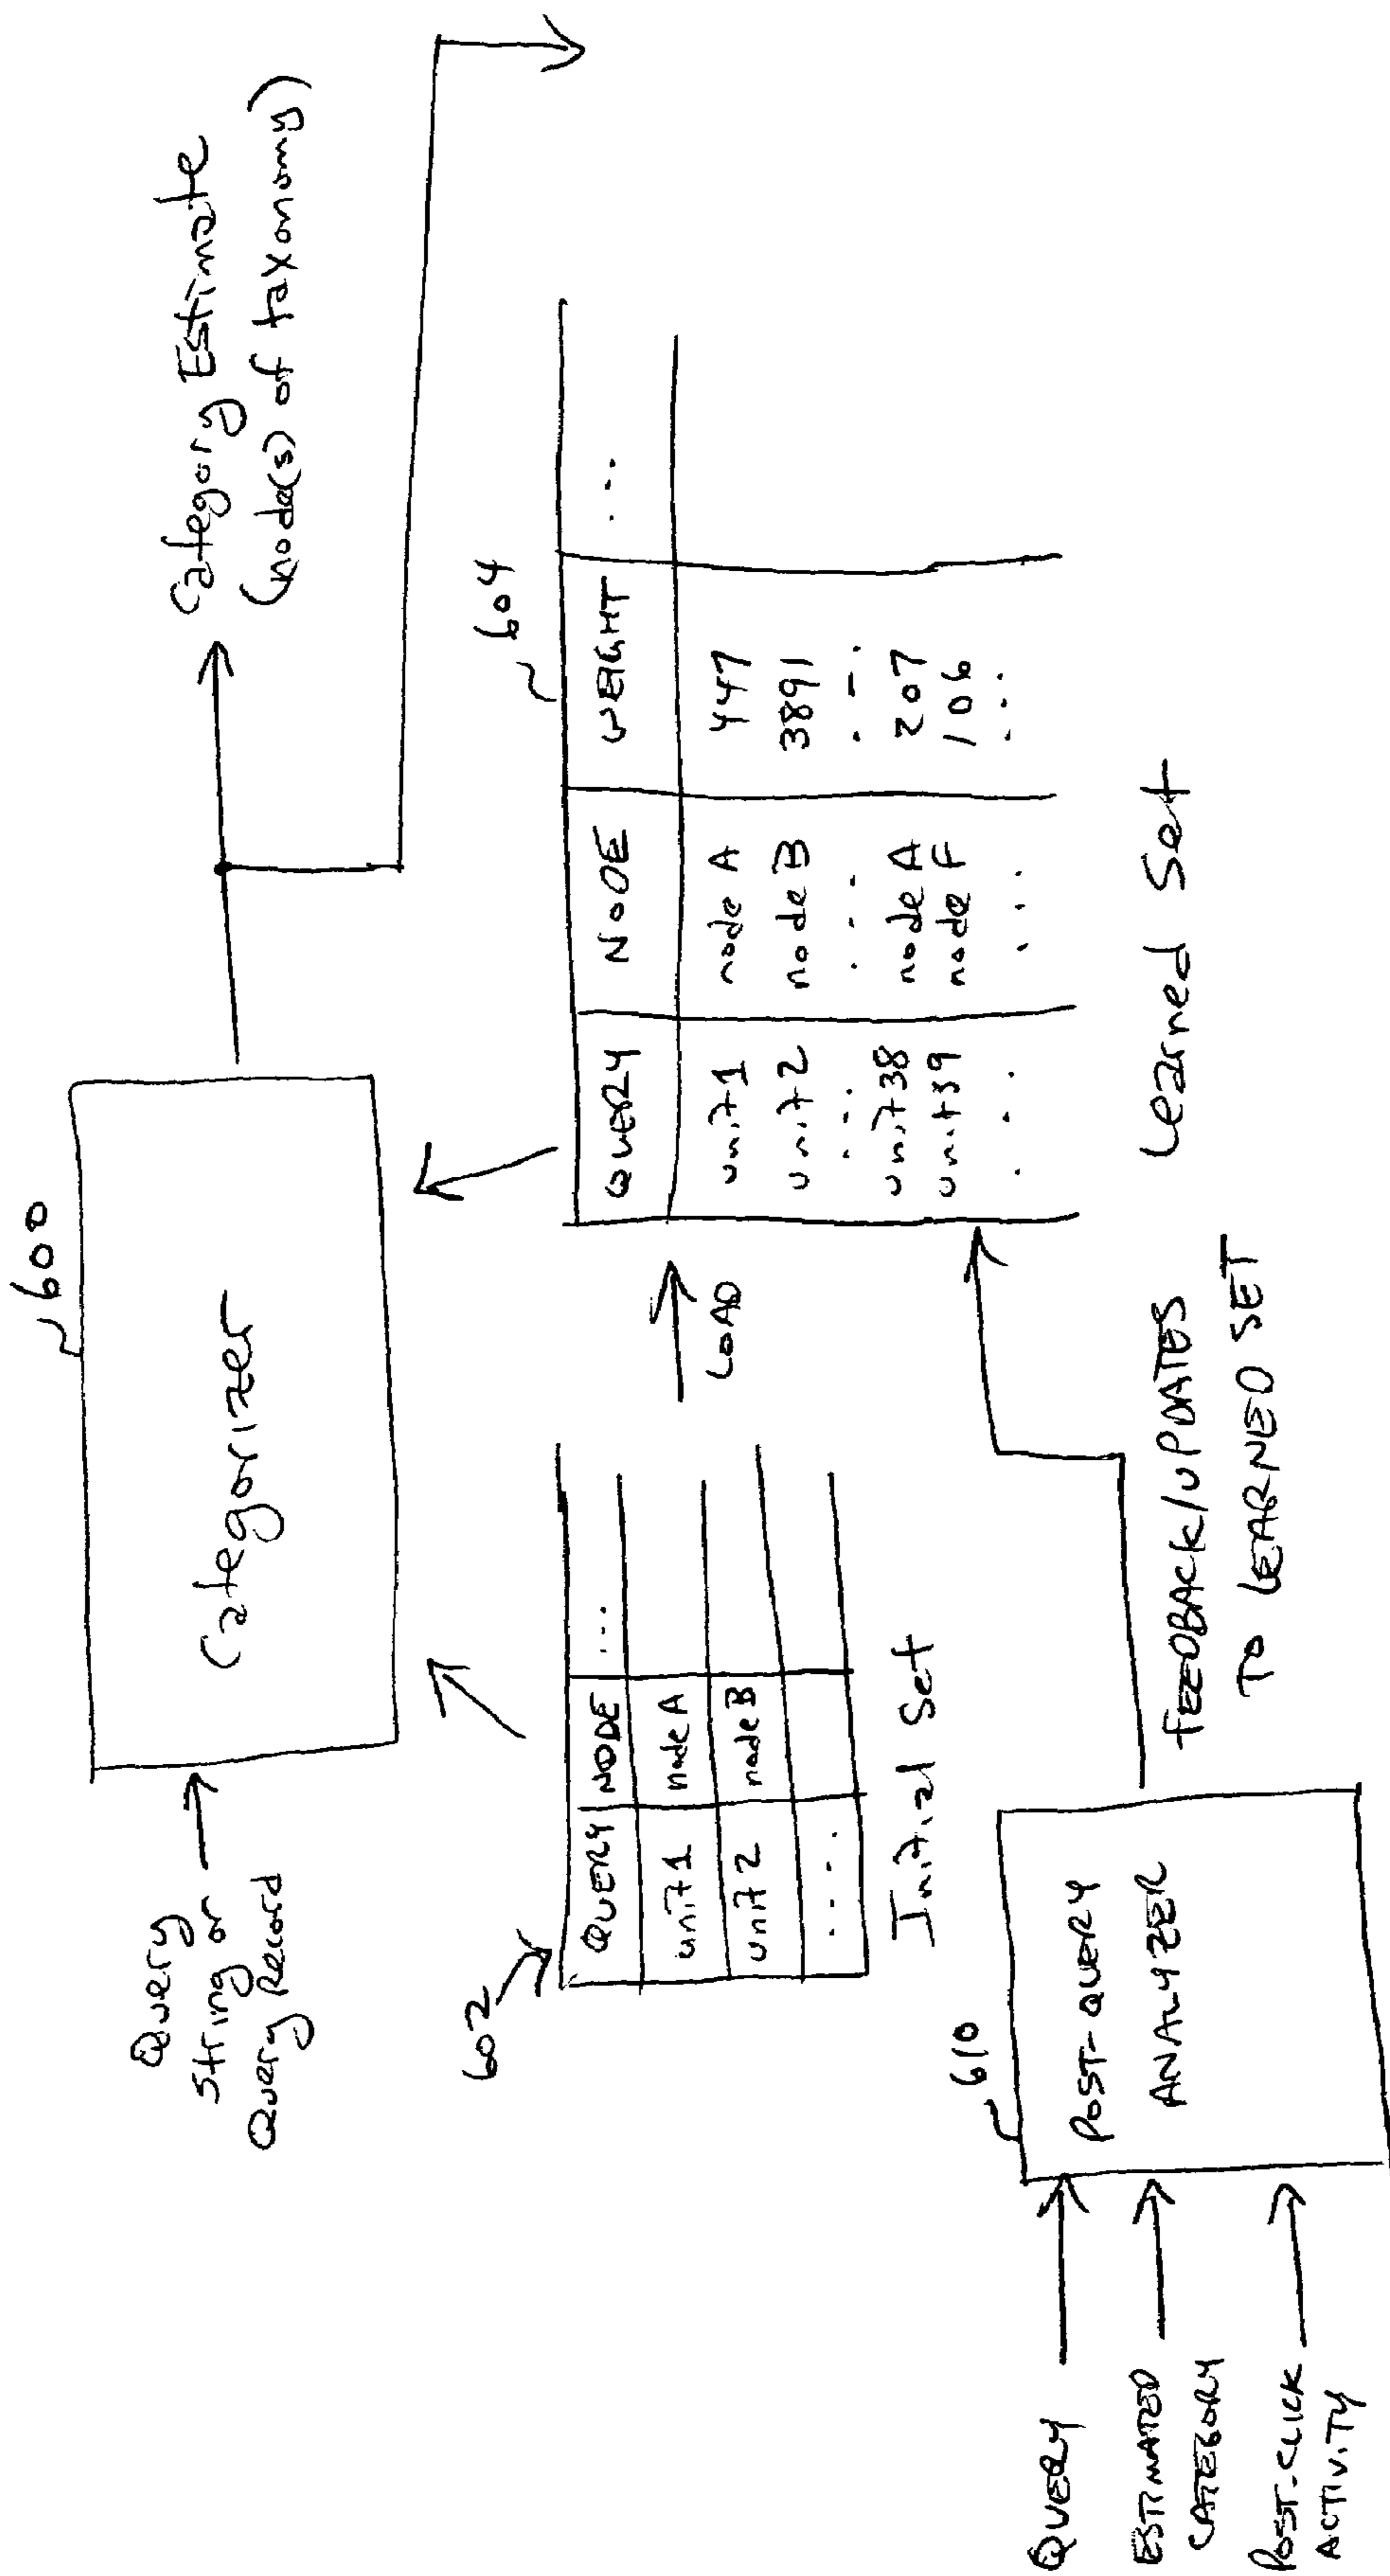 600
Query
String or
Query Record
Categorizer
Category Estimate
(node(s) of taxonomy)
602
QUERY NODE ...
unit 1 node A
unit 2 node B
....
Initial Set
LOAD
604
QUERY NODE WEIGHT ...
unit 1 node A 447
unit 2 node B 3891
... ... ...
unit 38 node A 207
unit 39 node F 106
... ... ...
Learned Set
610
QUERY
ESTIMATED
CATEGORY
POST-CLICK
ACTIVITY
POST-QUERY
ANALYZER
FEEDBACK/UPDATES
TO LEARNED SET